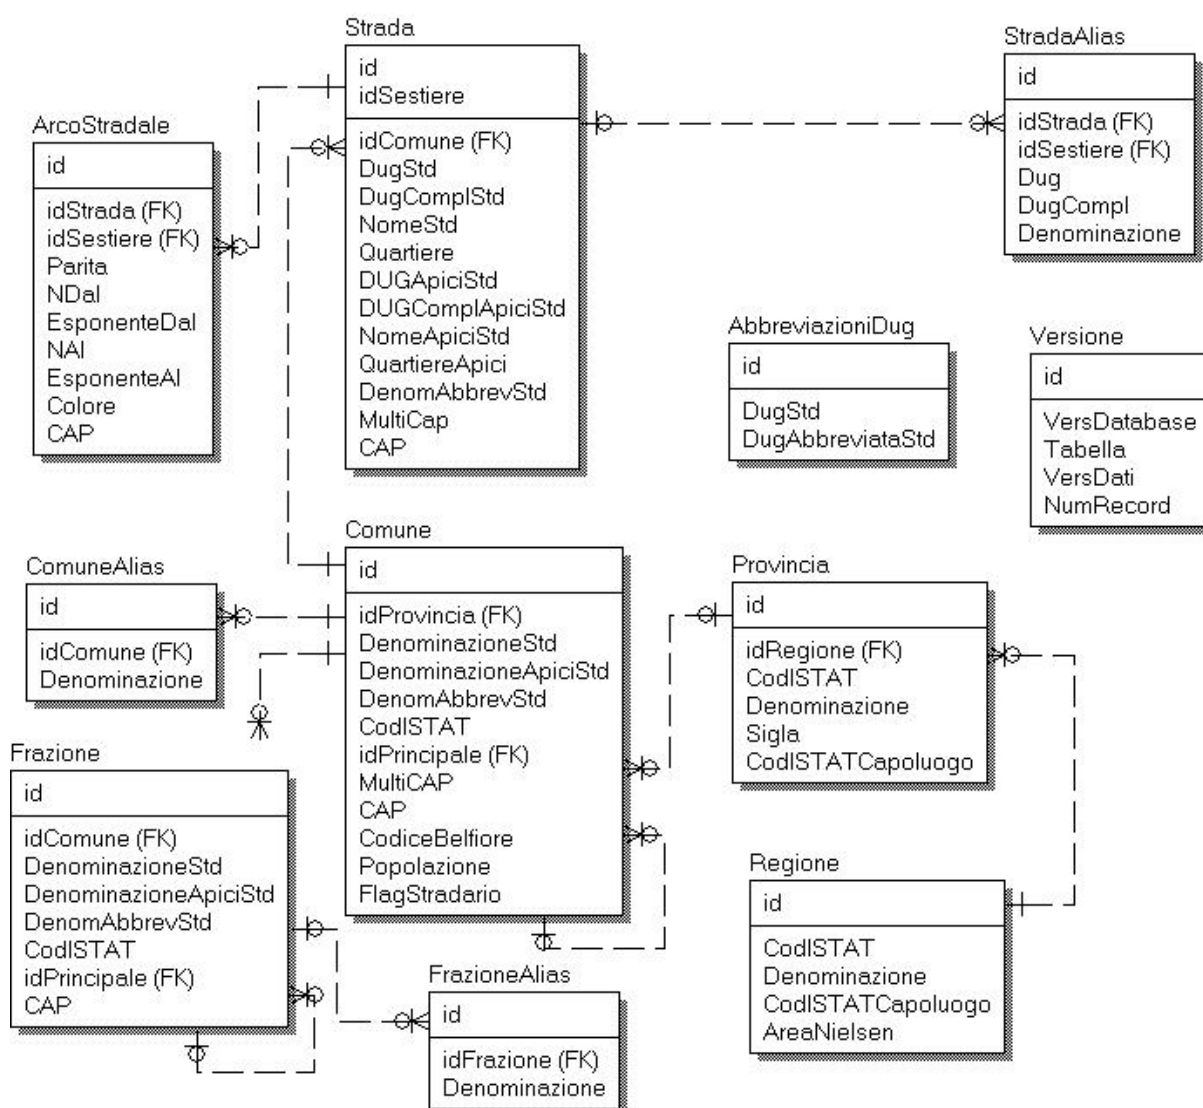 Strada
id
idSestiere
idComune (FK)
DugStd
DugComplStd
NomeStd
Quartiere
DUGApiciStd
DUGComplApiciStd
NomeApiciStd
QuartiereApici
DenomAbbrevStd
MultiCap
CAP
StradaAlias
id
idStrada (FK)
idSestiere (FK)
Dug
DugCompl
Denominazione
ArcoStradale
id
idStrada (FK)
idSestiere (FK)
Parita
NDal
EsponenteDal
NAl
EsponenteAl
Colore
CAP
AbbreviazioniDug
id
DugStd
DugAbbreviataStd
Versione
id
VersDatabase
Tabella
VersDati
NumRecord
Comune
id
idProvincia (FK)
DenominazioneStd
DenominazioneApiciStd
DenomAbbrevStd
CodISTAT
idPrincipale (FK)
MultiCAP
CAP
CodiceBelfiore
Popolazione
FlagStradario
ComuneAlias
id
idComune (FK)
Denominazione
Provincia
id
idRegione (FK)
CodISTAT
Denominazione
Sigla
CodISTATCapoluogo
Frazione
id
idComune (FK)
DenominazioneStd
DenominazioneApiciStd
DenomAbbrevStd
CodISTAT
idPrincipale (FK)
CAP
Regione
id
CodISTAT
Denominazione
CodISTATCapoluogo
AreaNielsen
FrazioneAlias
id
idFrazione (FK)
Denominazione